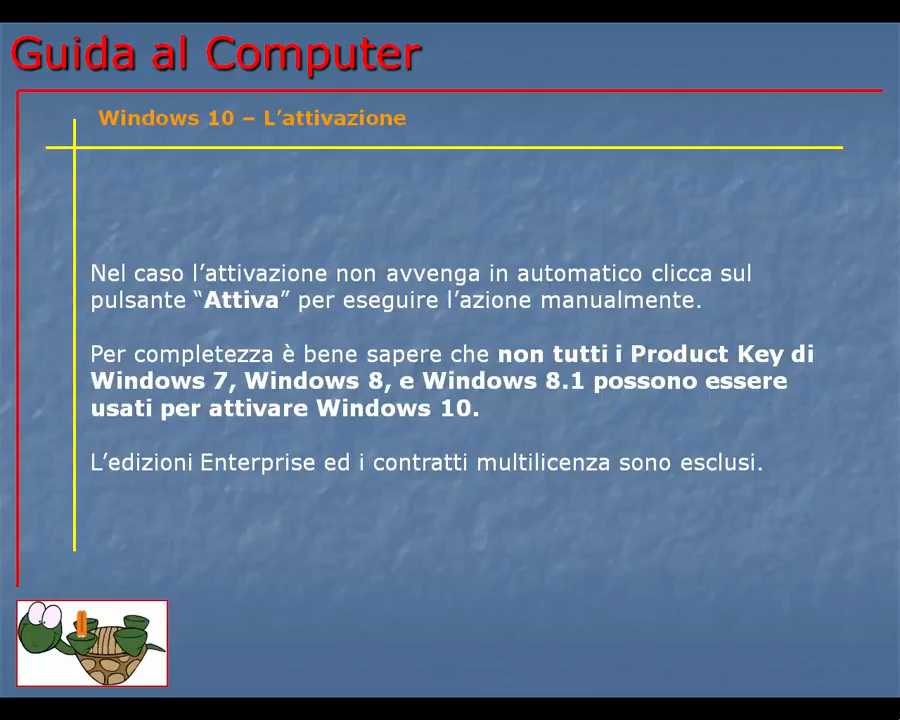 Guida al Computer
Windows 10 – L’attivazione
Nel caso l’attivazione non avvenga in automatico clicca sul
pulsante “Attiva” per eseguire l’azione manualmente.
Per completezza è bene sapere che non tutti i Product Key di
Windows 7, Windows 8, e Windows 8.1 possono essere
usati per attivare Windows 10.
L’edizioni Enterprise ed i contratti multilicenza sono esclusi.